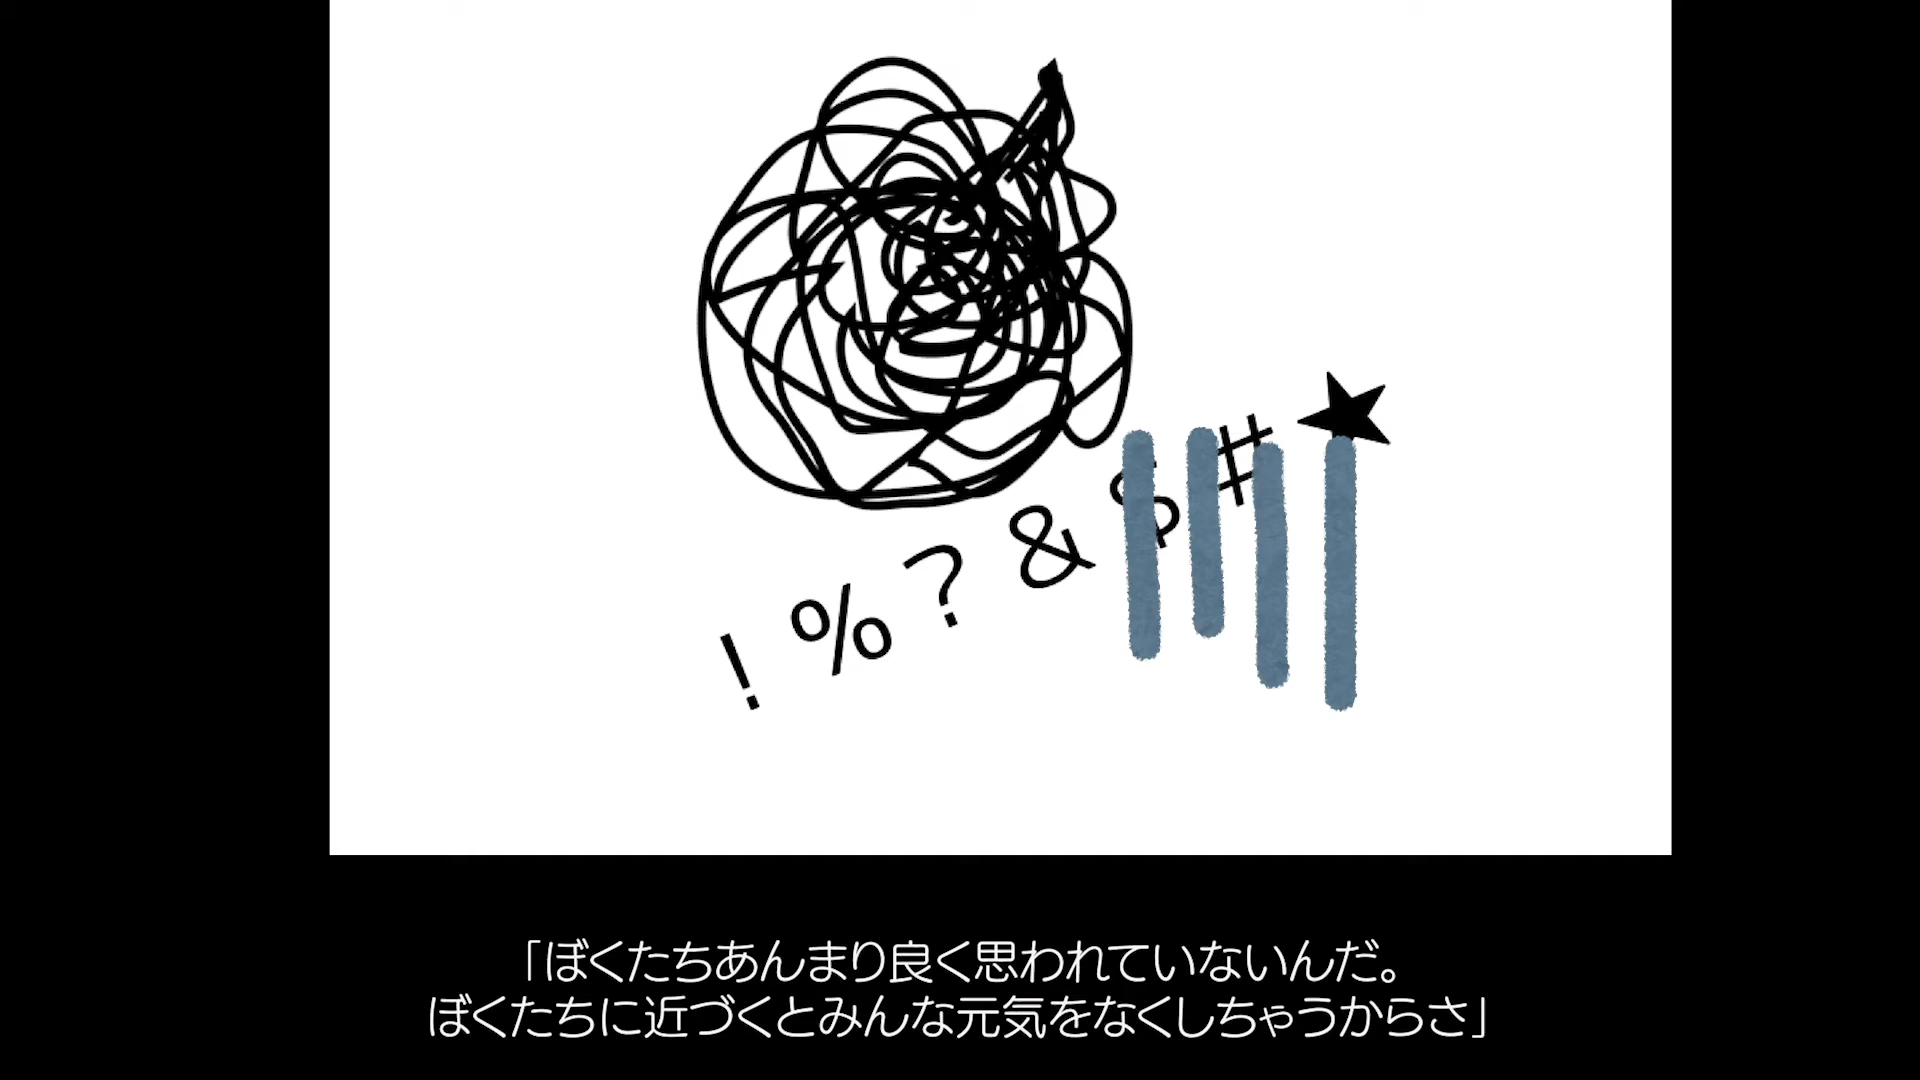 ! % ? & $ # ★
「ぼくたちあんまり良く思われていないんだ。
ぼくたちに近づくとみんな元気をなくしちゃうからさ」